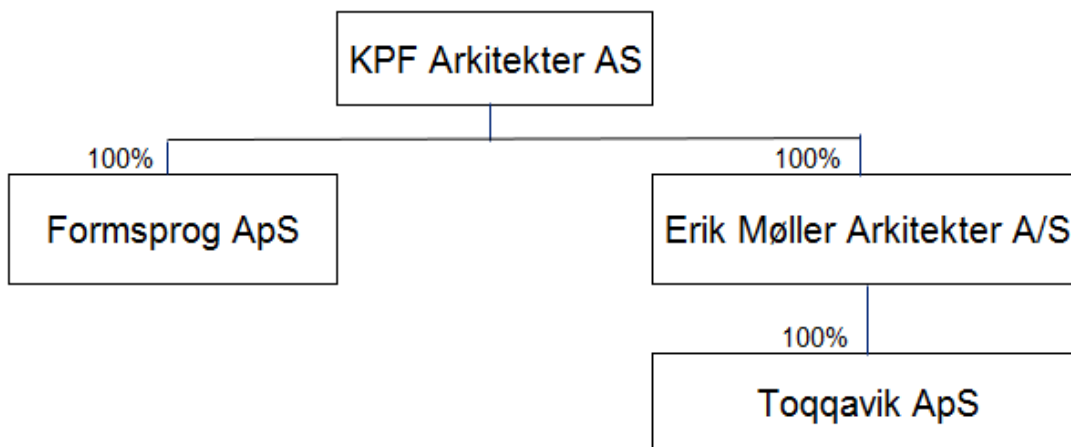 KPF Arkitekter AS
100%
100%
Formsprog ApS
Erik Møller Arkitekter A/S
100%
Toqqavik ApS